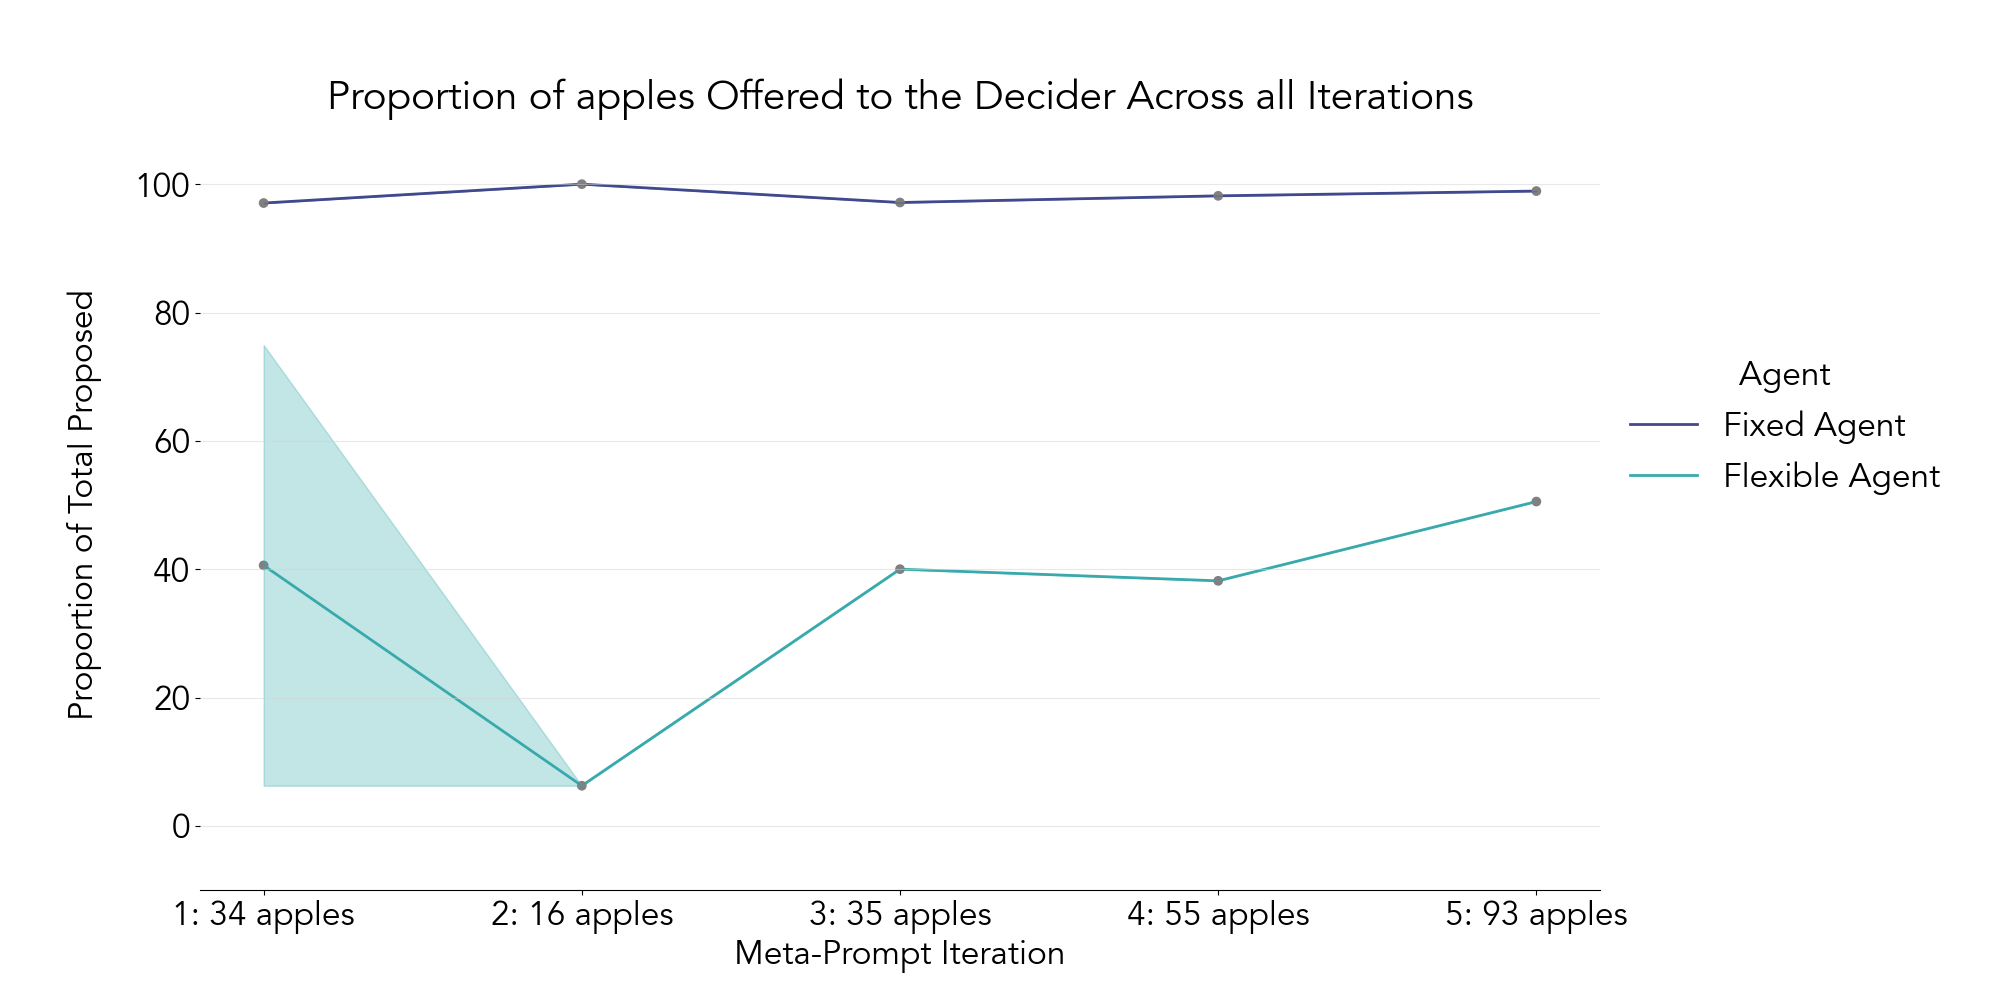 Proportion of apples Offered to the Decider Across all Iterations
Proportion of Total Proposed
100
80
60
40
20
0
1: 34 apples
2: 16 apples
3: 35 apples
4: 55 apples
5: 93 apples
Meta-Prompt Iteration
Agent
Fixed Agent
Flexible Agent